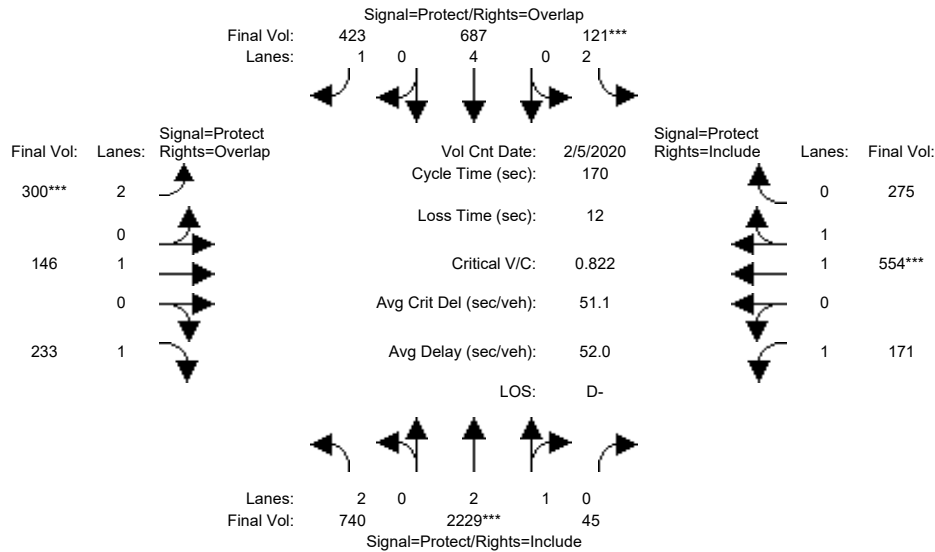 Signal=Protect/Rights=Overlap
Final Vol: 423 687 121***
Lanes: 1 0 4 0 2
Signal=Protect
Final Vol: Lanes: Rights=Overlap
Vol Cnt Date: 2/5/2020
Signal=Protect
Rights=Include Lanes: Final Vol:
Cycle Time (sec): 170
300*** 2
0 275
Loss Time (sec): 12
0
1
146 1
Critical V/C: 0.822
1 554***
0
Avg Crit Del (sec/veh): 51.1
0
233 1
Avg Delay (sec/veh): 52.0
1 171
LOS: D-
Lanes: 2 0 2 1 0
Final Vol: 740 2229*** 45
Signal=Protect/Rights=Include